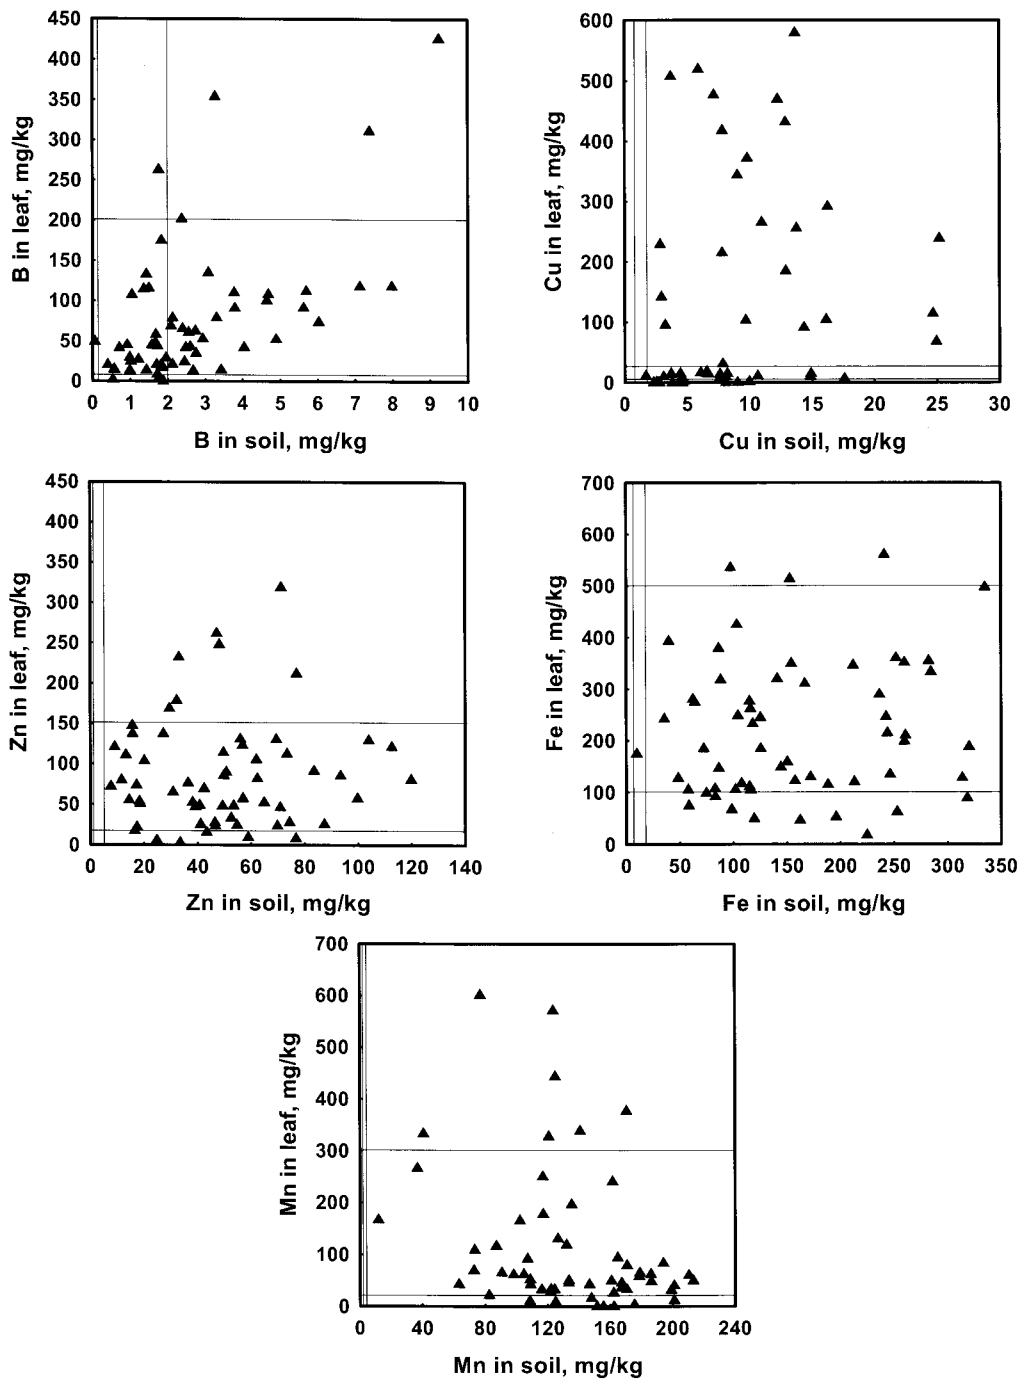 450
400
350
300
250
200
150
100
50
0
B in leaf, mg/kg
0 1 2 3 4 5 6 7 8 9 10
B in soil, mg/kg
600
500
400
300
200
100
0
Cu in leaf, mg/kg
0 5 10 15 20 25 30
Cu in soil, mg/kg
450
400
350
300
250
200
150
100
50
0
Zn in leaf, mg/kg
0 20 40 60 80 100 120 140
Zn in soil, mg/kg
700
600
500
400
300
200
100
0
Fe in leaf, mg/kg
0 50 100 150 200 250 300 350
Fe in soil, mg/kg
700
600
500
400
300
200
100
0
Mn in leaf, mg/kg
0 40 80 120 160 200 240
Mn in soil, mg/kg